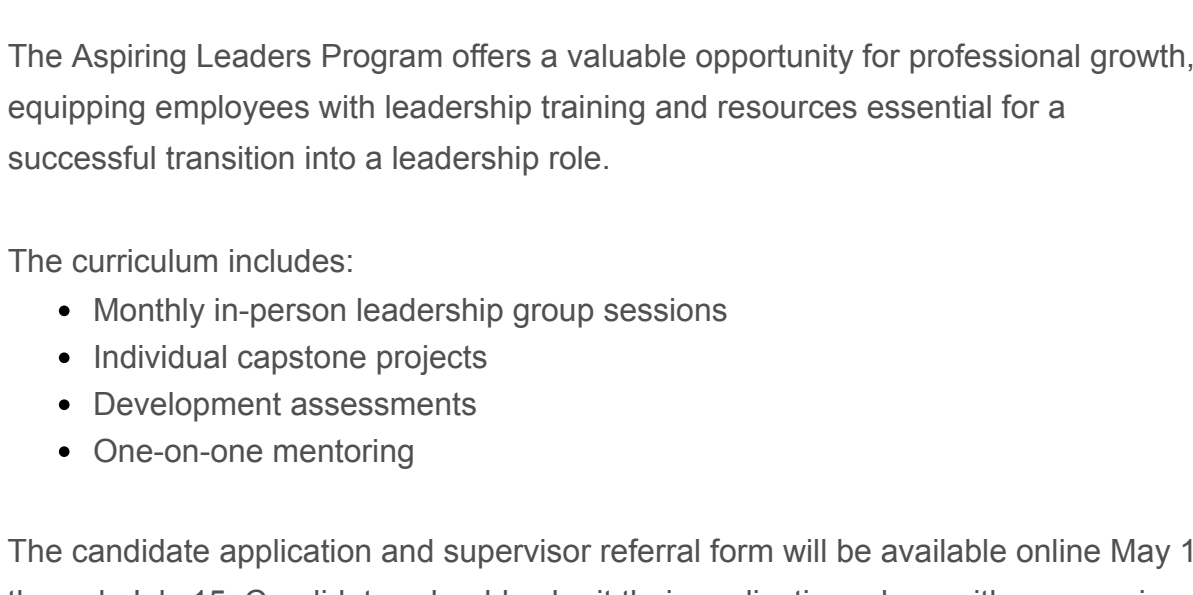 The Aspiring Leaders Program offers a valuable opportunity for professional growth,
equipping employees with leadership training and resources essential for a
successful transition into a leadership role.
The curriculum includes:
Monthly in-person leadership group sessions
Individual capstone projects
Development assessments
One-on-one mentoring
The candidate application and supervisor referral form will be available online May 1